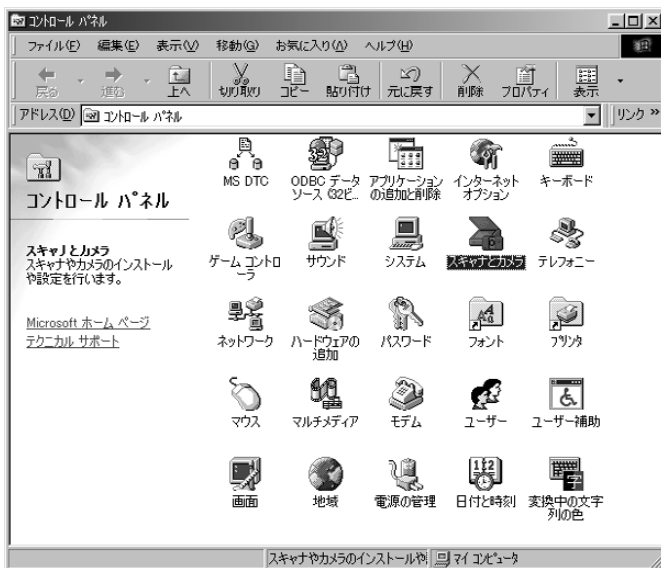 コントロール パネル
ファイル(F) 編集(E) 表示(V) 移動(G) お気に入り(A) ヘルプ(H)
戻る 進む 上へ 切り取り コピー 貼り付け 元に戻す 削除 プロパティ 表示
アドレス(D) コントロール パネル リンク »
コントロール パネル
スキャナとカメラ
スキャナやカメラのインストール
や設定を行います。
Microsoft ホーム ページ
テクニカル サポート
MS DTC
ODBC データ
ソース (32ビ...
アプリケーション
の追加と削除
インターネット
オプション
キーボード
ゲーム コントロ
ーラ
サウンド
システム
スキャナとカメラ
テレフォニー
ネットワーク
ハードウェアの
追加
パスワード
フォント
プリンタ
マウス
マルチメディア
モデム
ユーザー
ユーザー補助
画面
地域
電源の管理
日付と時刻
変換中の文字
列の色
スキャナやカメラのインストールや マイ コンピュータ